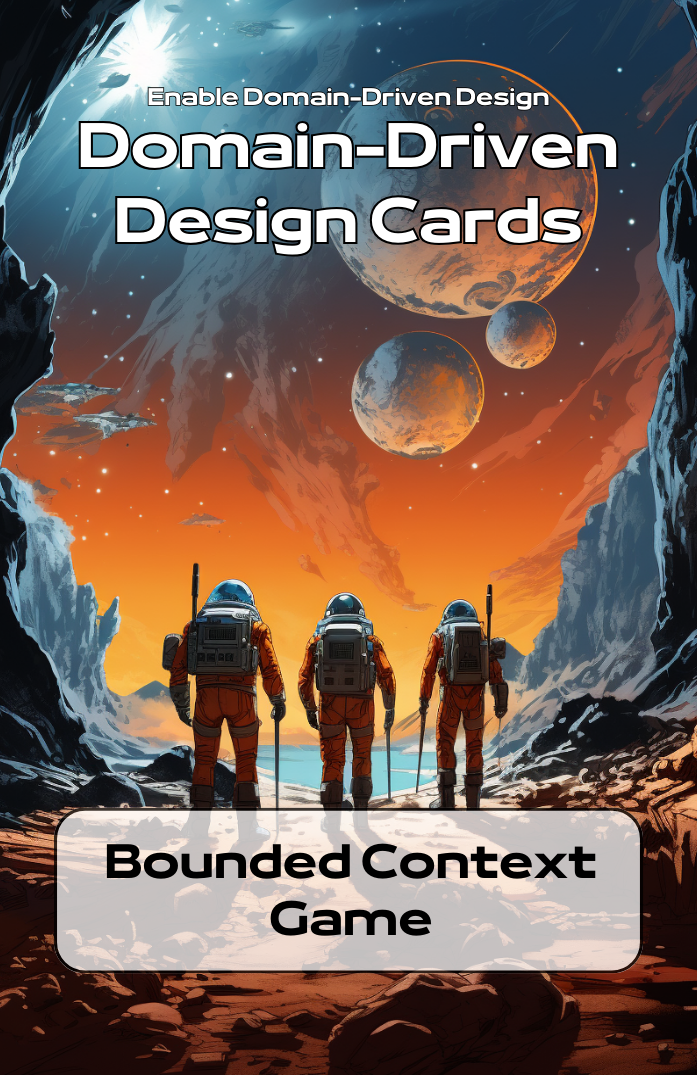 Enable Domain-Driven Design
Domain-Driven
Design Cards
Bounded Context
Game